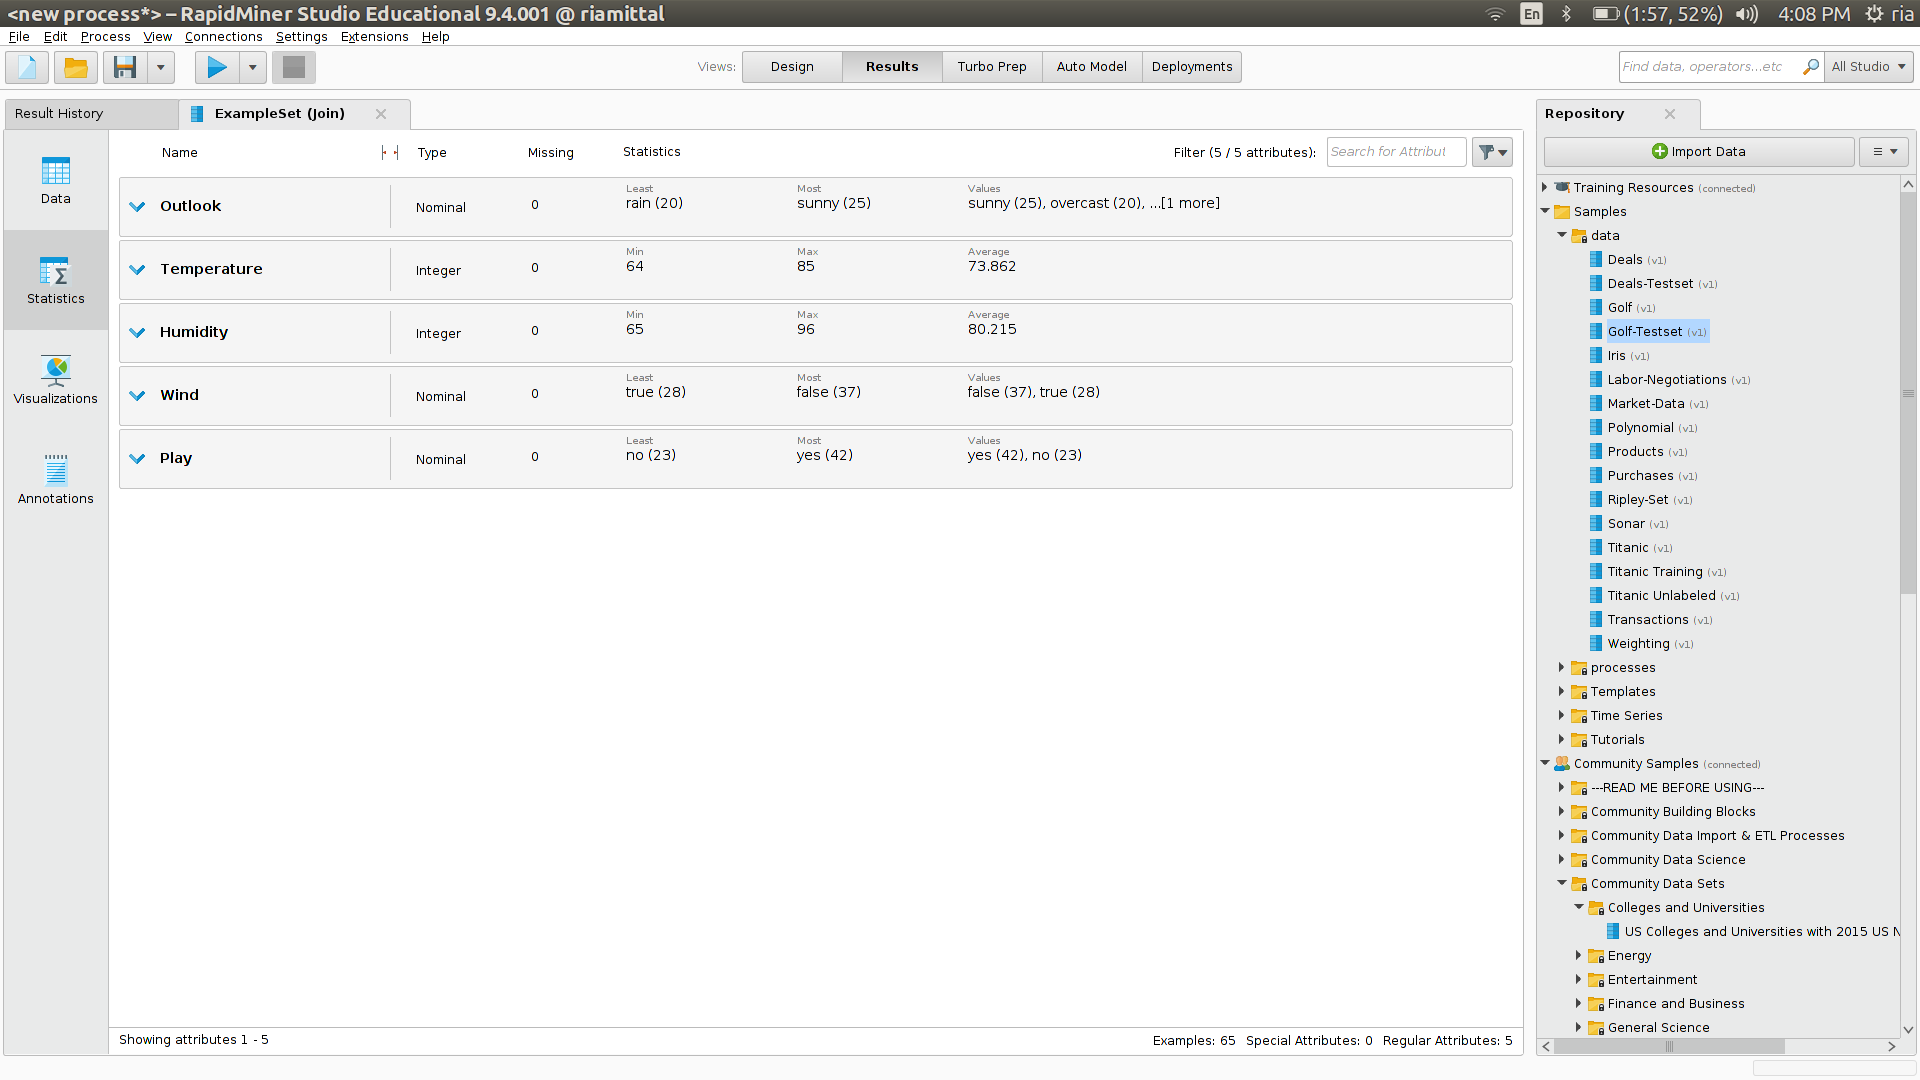 <new process*> – RapidMiner Studio Educational 9.4.001 @ riamittal
En (1:57, 52%) 4:08 PM ria
File Edit Process View Connections Settings Extensions Help
Views: Design Results Turbo Prep Auto Model Deployments
Find data, operators...etc All Studio
Result History
ExampleSet (Join)
Data
Statistics
Visualizations
Annotations
Name Type Missing Statistics Filter (5 / 5 attributes): Search for Attribut
Least Most Values
Outlook Nominal 0 rain (20) sunny (25) sunny (25), overcast (20), ...[1 more]
Min Max Average
Temperature Integer 0 64 85 73.862
Min Max Average
Humidity Integer 0 65 96 80.215
Least Most Values
Wind Nominal 0 true (28) false (37) false (37), true (28)
Least Most Values
Play Nominal 0 no (23) yes (42) yes (42), no (23)
Showing attributes 1 - 5
Examples: 65 Special Attributes: 0 Regular Attributes: 5
Repository
Import Data
Training Resources (connected)
Samples
data
Deals (v1)
Deals-Testset (v1)
Golf (v1)
Golf-Testset (v1)
Iris (v1)
Labor-Negotiations (v1)
Market-Data (v1)
Polynomial (v1)
Products (v1)
Purchases (v1)
Ripley-Set (v1)
Sonar (v1)
Titanic (v1)
Titanic Training (v1)
Titanic Unlabeled (v1)
Transactions (v1)
Weighting (v1)
processes
Templates
Time Series
Tutorials
Community Samples (connected)
---READ ME BEFORE USING---
Community Building Blocks
Community Data Import & ETL Processes
Community Data Science
Community Data Sets
Colleges and Universities
US Colleges and Universities with 2015 US N
Energy
Entertainment
Finance and Business
General Science